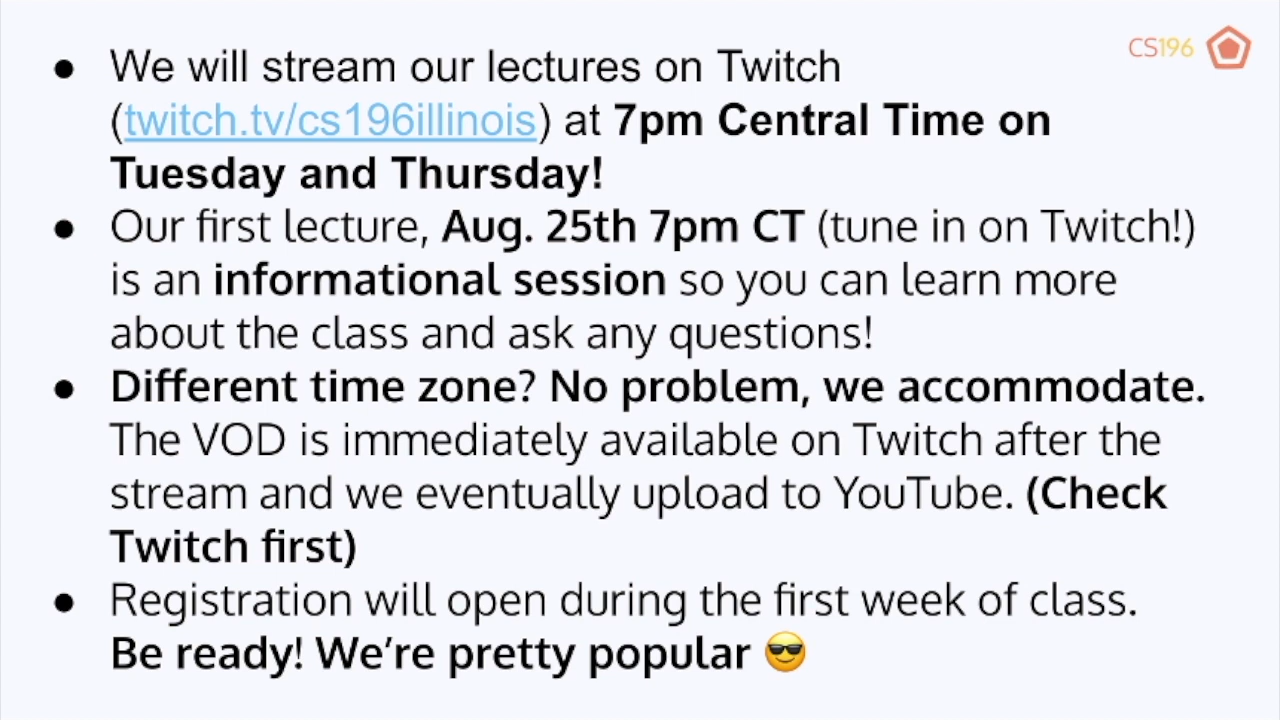 CS196
● We will stream our lectures on Twitch
(twitch.tv/cs196illinois) at 7pm Central Time on
Tuesday and Thursday!
● Our first lecture, Aug. 25th 7pm CT (tune in on Twitch!)
is an informational session so you can learn more
about the class and ask any questions!
● Different time zone? No problem, we accommodate.
The VOD is immediately available on Twitch after the
stream and we eventually upload to YouTube. (Check
Twitch first)
● Registration will open during the first week of class.
Be ready! We’re pretty popular 😎